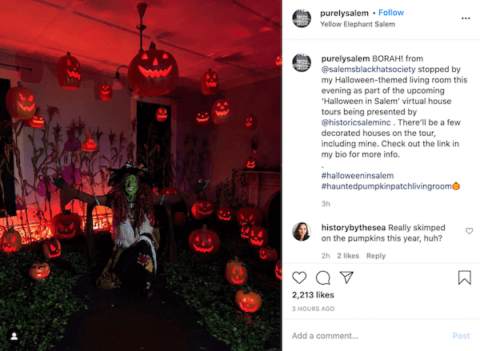 purelysalem • Follow
Yellow Elephant Salem
purelysalem BORAH! from
@salemsblackhatsociety stopped by
my Halloween-themed living room this
evening as part of the upcoming
'Halloween in Salem' virtual house
tours being presented by
@historicsaleminc . There'll be a few
decorated houses on the tour,
including mine. Check out the link in
my bio for more info.
.
#halloweeninsalem
#hauntedpumpkinpatchlivingroom🎃
3h
historybythesea Really skimped
on the pumpkins this year, huh?
2h 2 likes Reply
2,213 likes
3 HOURS AGO
Add a comment... Post